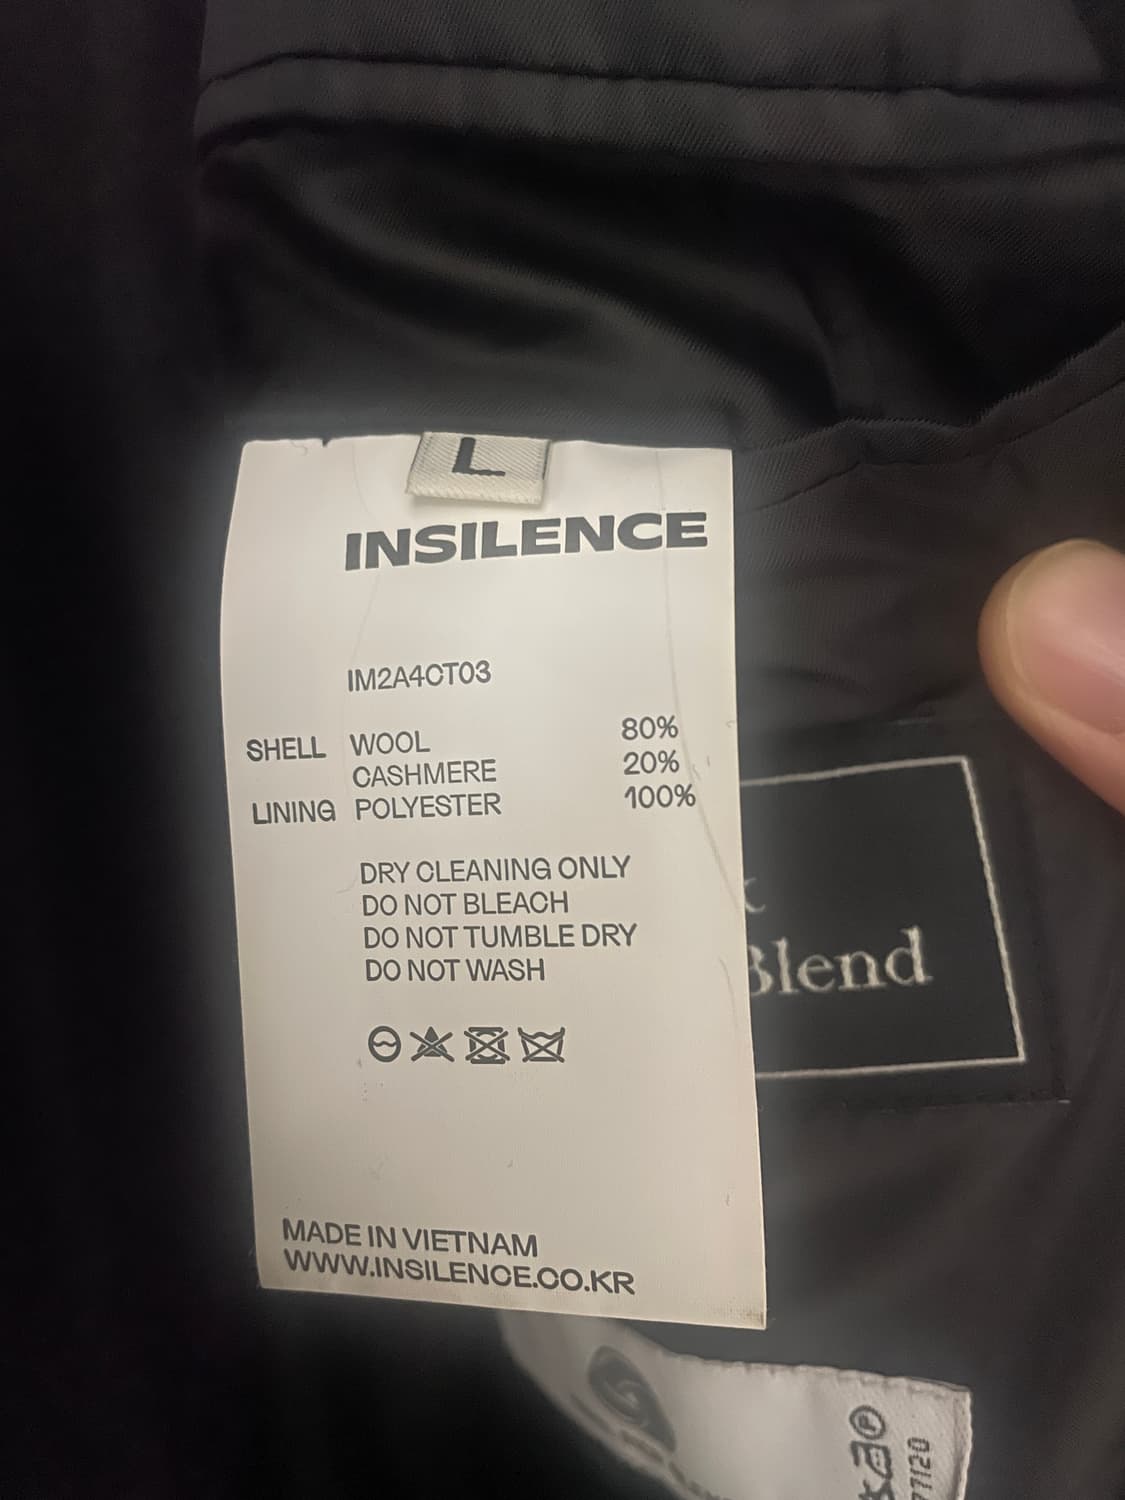 L
INSILENCE
IM2A4CT03
SHELL WOOL 80%
CASHMERE 20%
LINING POLYESTER 100%
DRY CLEANING ONLY
DO NOT BLEACH
DO NOT TUMBLE DRY
DO NOT WASH
Blend
MADE IN VIETNAM
WWW.INSILENCE.CO.KR
P